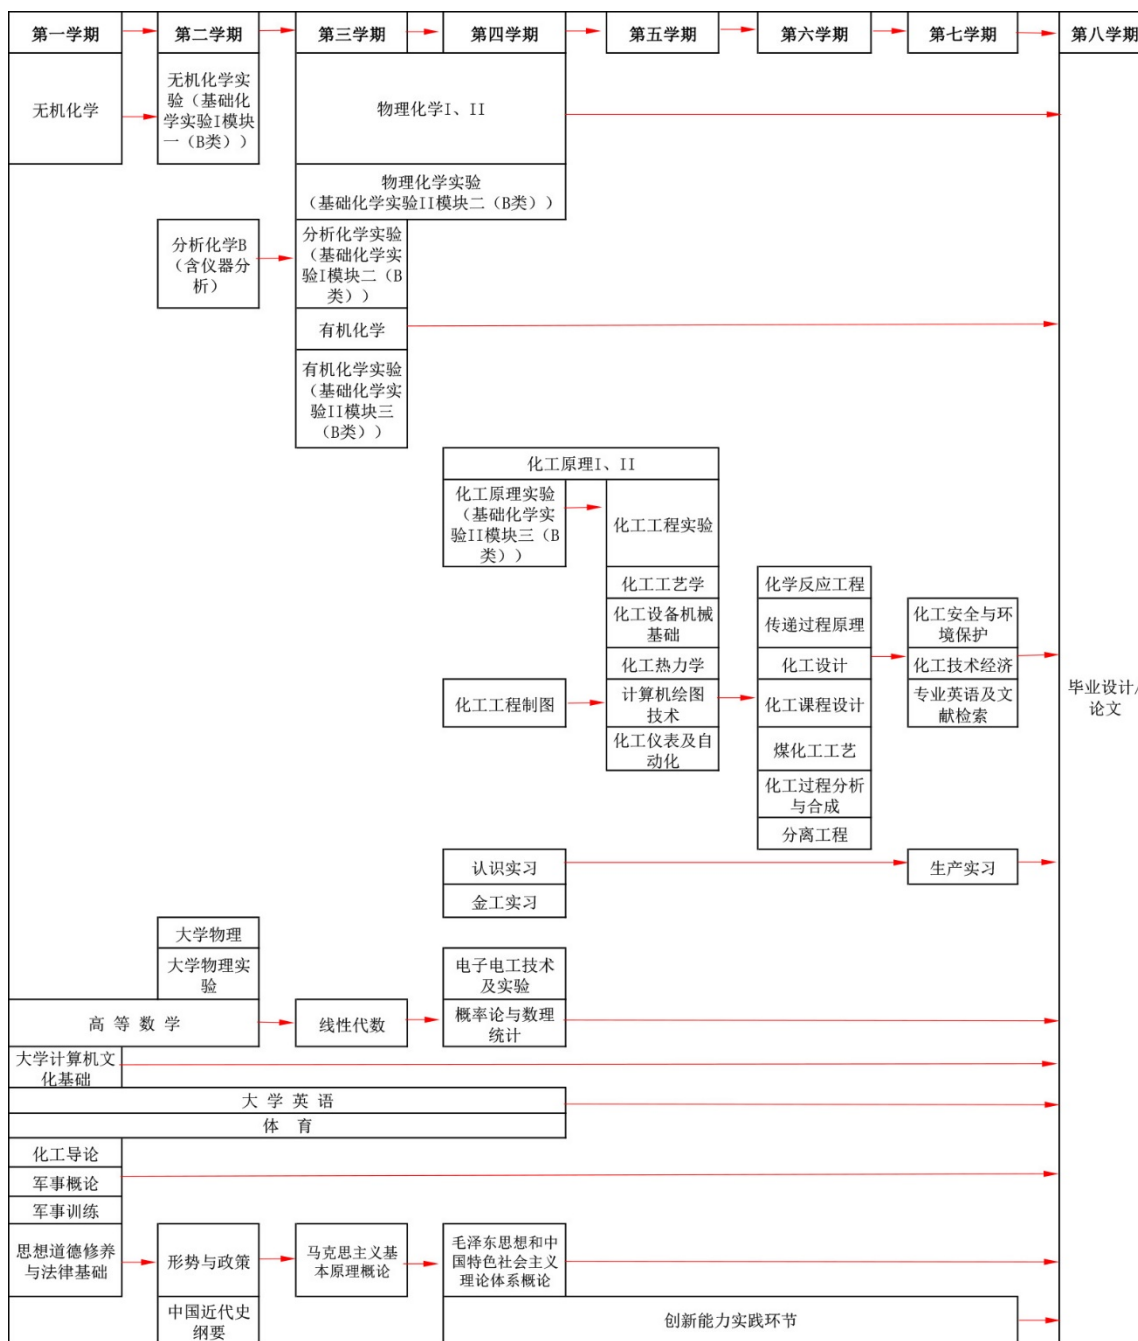 第一学期
第二学期
第三学期
第四学期
第五学期
第六学期
第七学期
第八学期
无机化学
无机化学实
验（基础化
学实验I模块
一（B类））
物理化学I、II
物理化学实验
（基础化学实验II模块二（B类））
分析化学B
（含仪器分
析）
分析化学实验
（基础化学实
验I模块二（B
类））
有机化学
有机化学实验
（基础化学实
验II模块三
（B类））
化工原理I、II
化工原理实验
（基础化学实
验II模块三（B
类））
化工工程实验
化工工艺学
化工设备机械
基础
化工热力学
化工工程制图
计算机绘图
技术
化工仪表及自
动化
化学反应工程
传递过程原理
化工设计
化工课程设计
煤化工工艺
化工过程分析
与合成
分离工程
化工安全与环
境保护
化工技术经济
专业英语及文
献检索
毕业设计/
论文
认识实习
生产实习
金工实习
大学物理
大学物理实
验
电子电工技术
及实验
高 等 数 学
线性代数
概率论与数理
统计
大学计算机文
化基础
大 学 英 语
体 育
化工导论
军事概论
军事训练
思想道德修养
与法律基础
形势与政策
马克思主义基
本原理概论
毛泽东思想和中
国特色社会主义
理论体系概论
中国近代史
纲要
创新能力实践环节